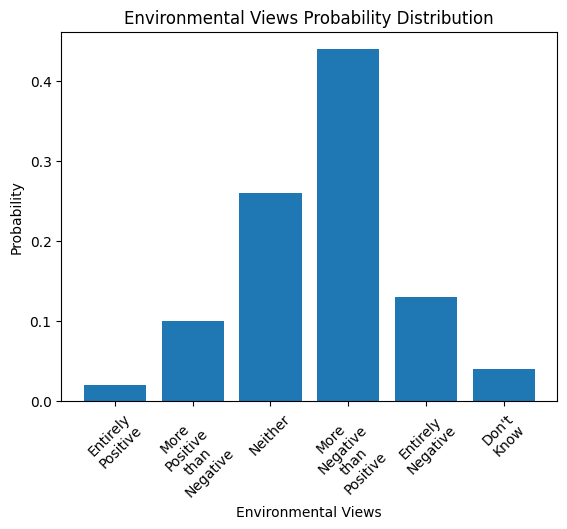 Environmental Views Probability Distribution
Probability
0.4
0.3
0.2
0.1
0.0
Entirely
Positive
More
Positive
than
Negative
Neither
More
Negative
than
Positive
Entirely
Negative
Don't
Know
Environmental Views